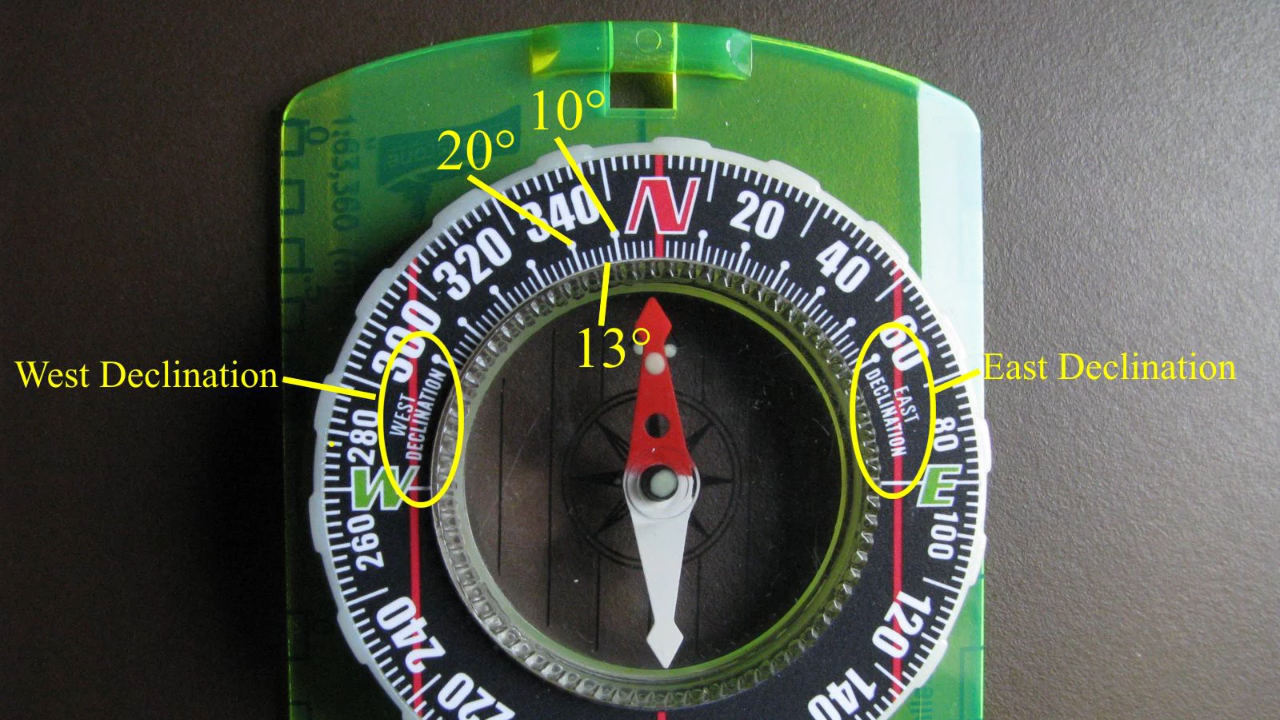 10°
20°
1:63,360
N
340
20
320
40
300
60
13°
West Declination
East Declination
WEST
DECLINATION
EAST
DECLINATION
280
80
W
E
260
100
240
120
220
140